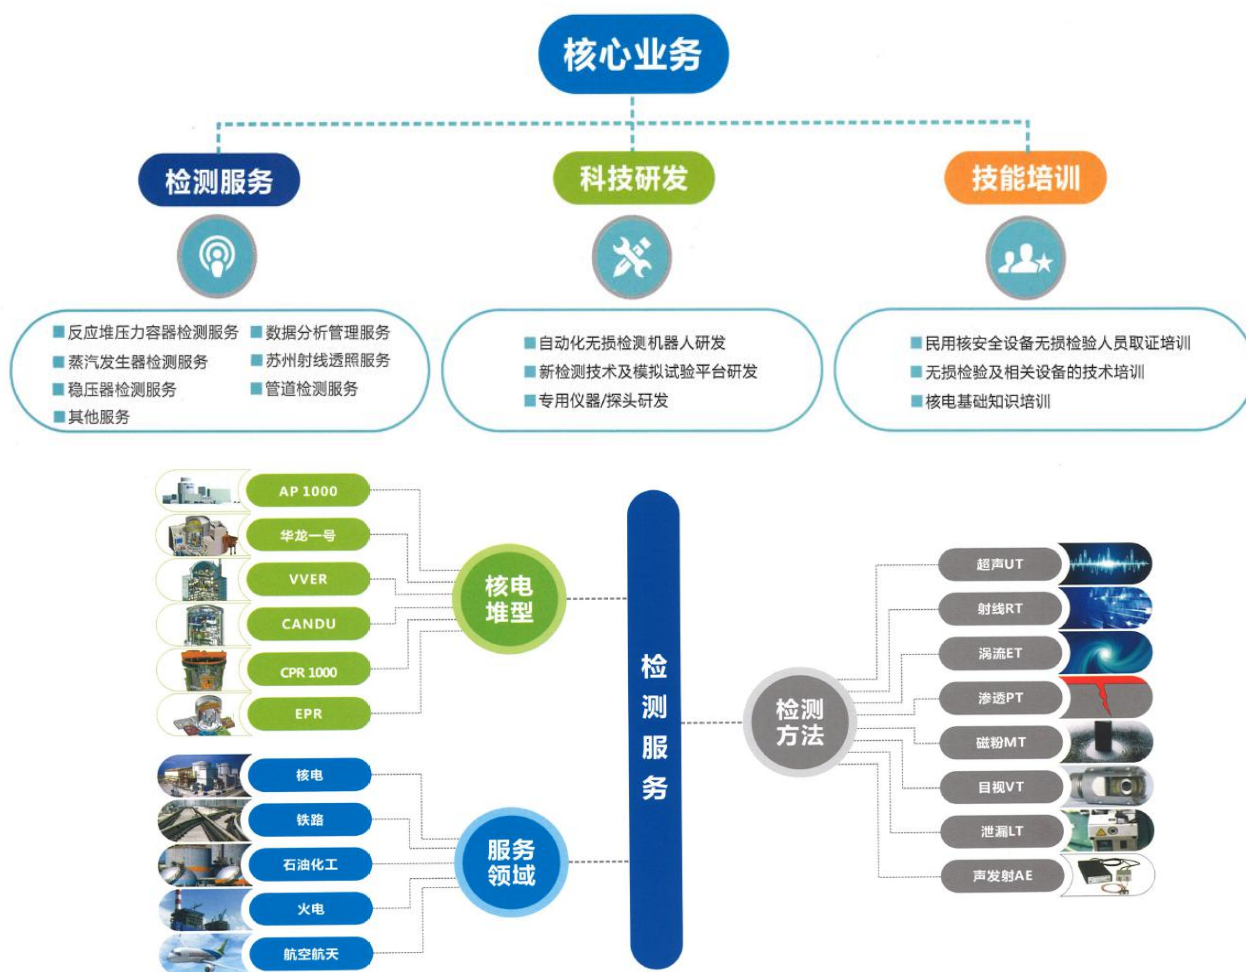 核心业务
检测服务
科技研发
技能培训
反应堆压力容器检测服务
数据分析管理服务
蒸汽发生器检测服务
苏州射线透照服务
稳压器检测服务
管道检测服务
其他服务
自动化无损检测机器人研发
新检测技术及模拟试验平台研发
专用仪器/探头研发
民用核安全设备无损检验人员取证培训
无损检验及相关设备的技术培训
核电基础知识培训
AP 1000
华龙一号
VVER
CANDU
CPR 1000
EPR
核电
堆型
核电
铁路
石油化工
火电
航空航天
服务
领域
检测服务
检测
方法
超声UT
射线RT
涡流ET
渗透PT
磁粉MT
目视VT
泄漏LT
声发射AE